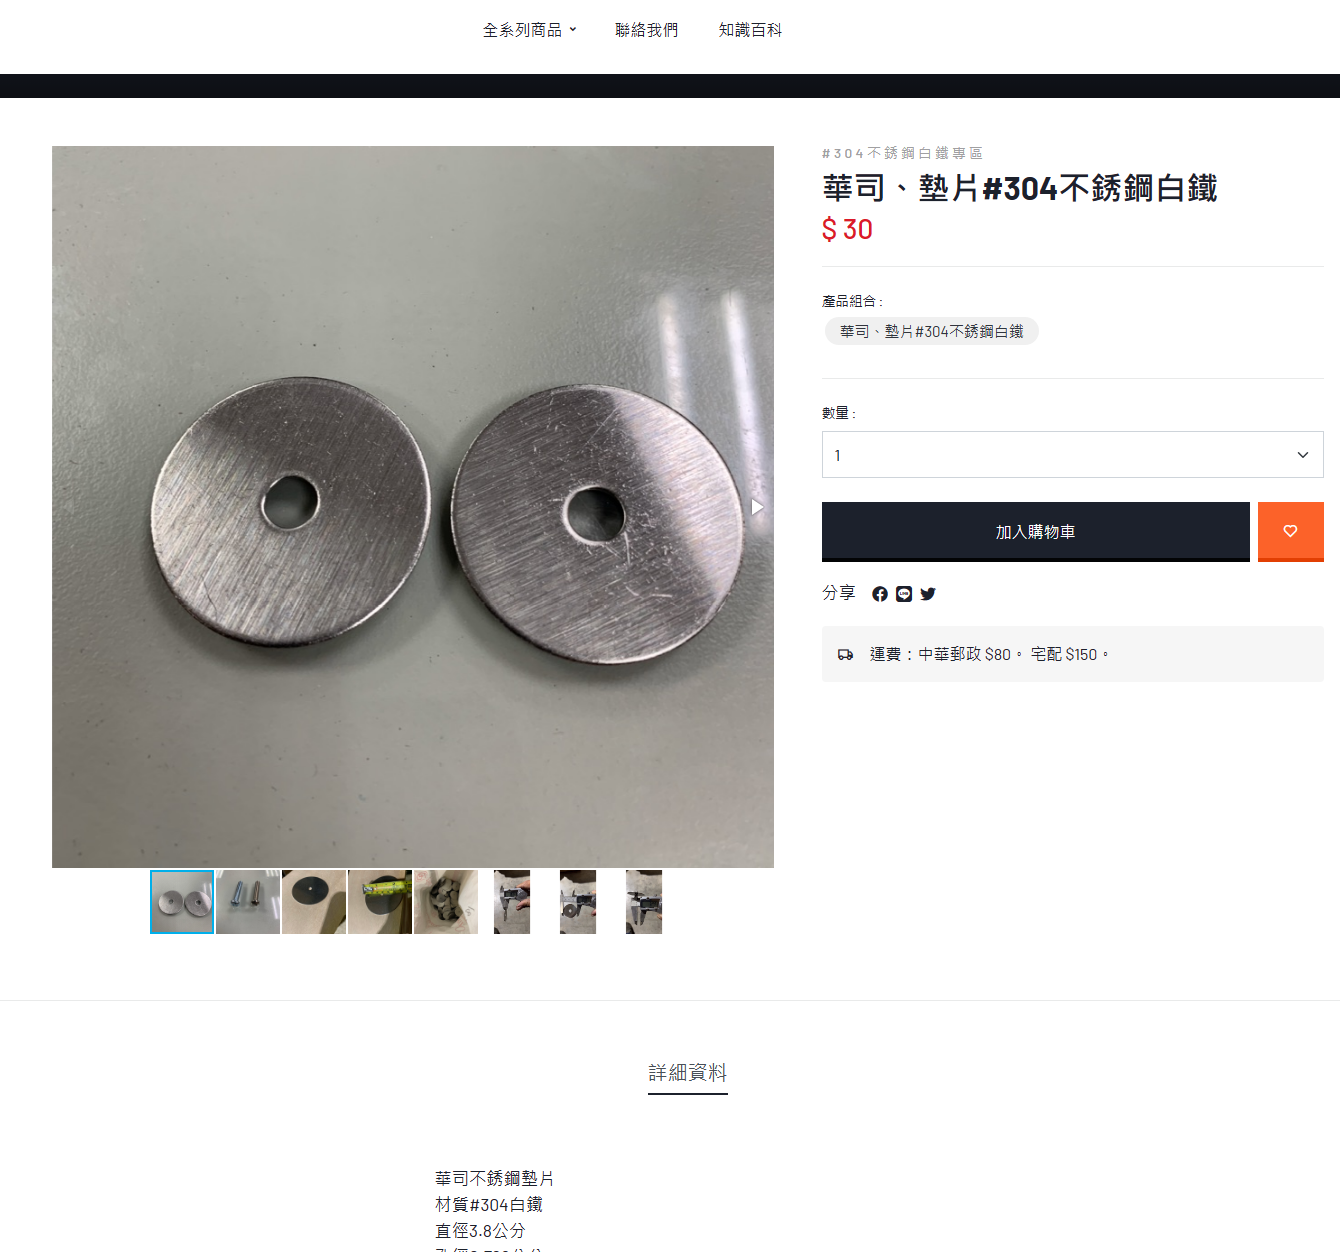 全系列商品
聯絡我們
知識百科
#304不銹鋼白鐵專區
華司、墊片#304不銹鋼白鐵
$ 30
產品組合 :
華司、墊片#304不銹鋼白鐵
數量 :
1
加入購物車
分享
運費：中華郵政 $80。 宅配 $150。
詳細資料
華司不銹鋼墊片
材質#304白鐵
直徑3.8公分